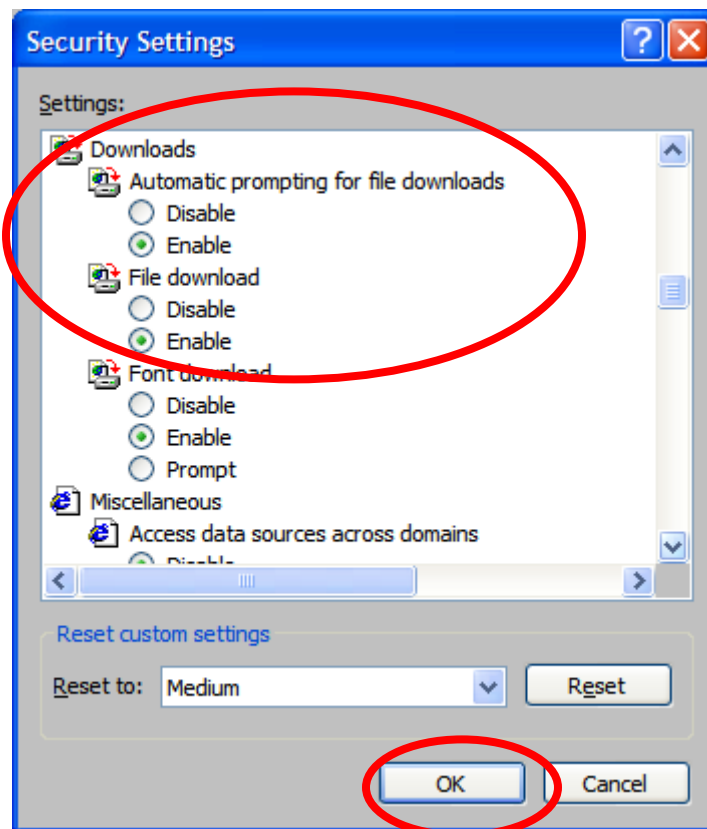 Security Settings
Settings:
Downloads
Automatic prompting for file downloads
Disable
Enable
File download
Disable
Enable
Font download
Disable
Enable
Prompt
Miscellaneous
Access data sources across domains
Disable
Reset custom settings
Reset to: Medium Reset
OK Cancel